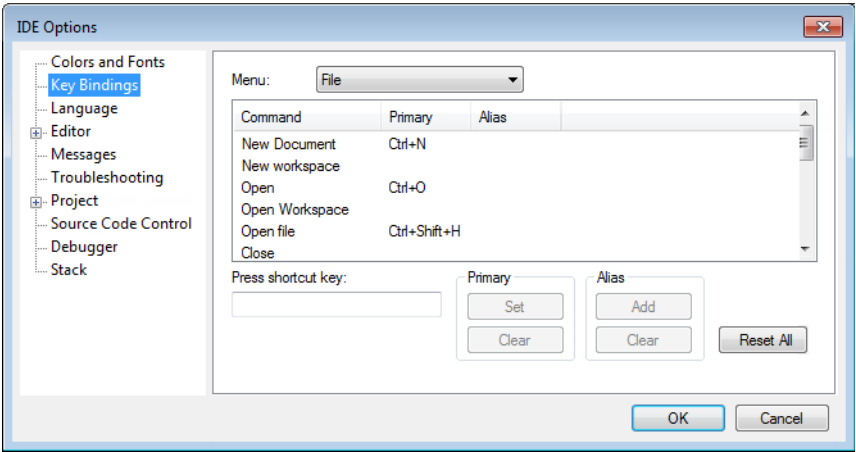 IDE Options
Colors and Fonts
Key Bindings
Language
Editor
Messages
Troubleshooting
Project
Source Code Control
Debugger
Stack
Menu: File
Command Primary Alias
New Document Ctrl+N
New workspace
Open Ctrl+O
Open Workspace
Open file Ctrl+Shift+H
Close
Press shortcut key: Primary Alias
Set Add
Clear Clear Reset All
OK Cancel